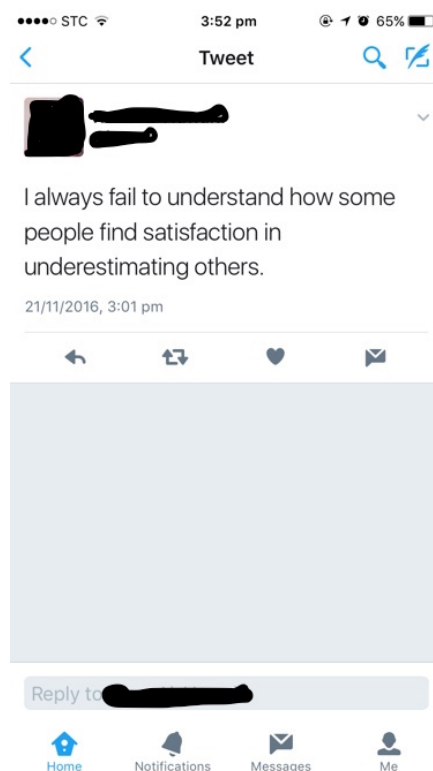 STC 3:52 pm 65%
Tweet
I always fail to understand how some
people find satisfaction in
underestimating others.
21/11/2016, 3:01 pm
Reply to
Home Notifications Messages Me